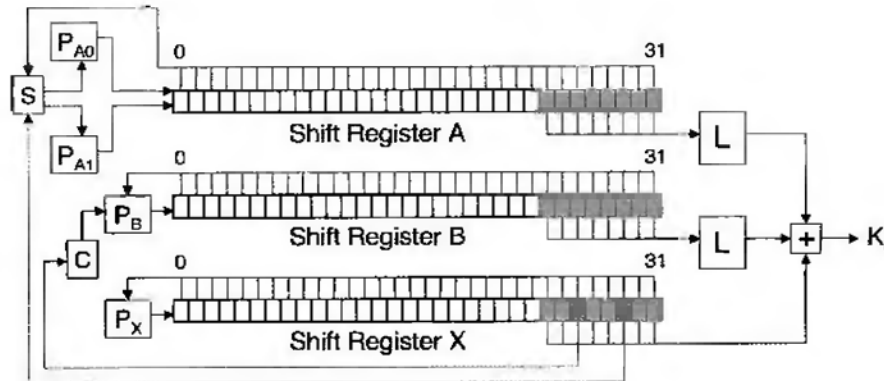 P_A0
0 31
S
Shift Register A
P_A1
L
0 31
P_B
Shift Register B
C
L
+
K
0 31
P_X
Shift Register X